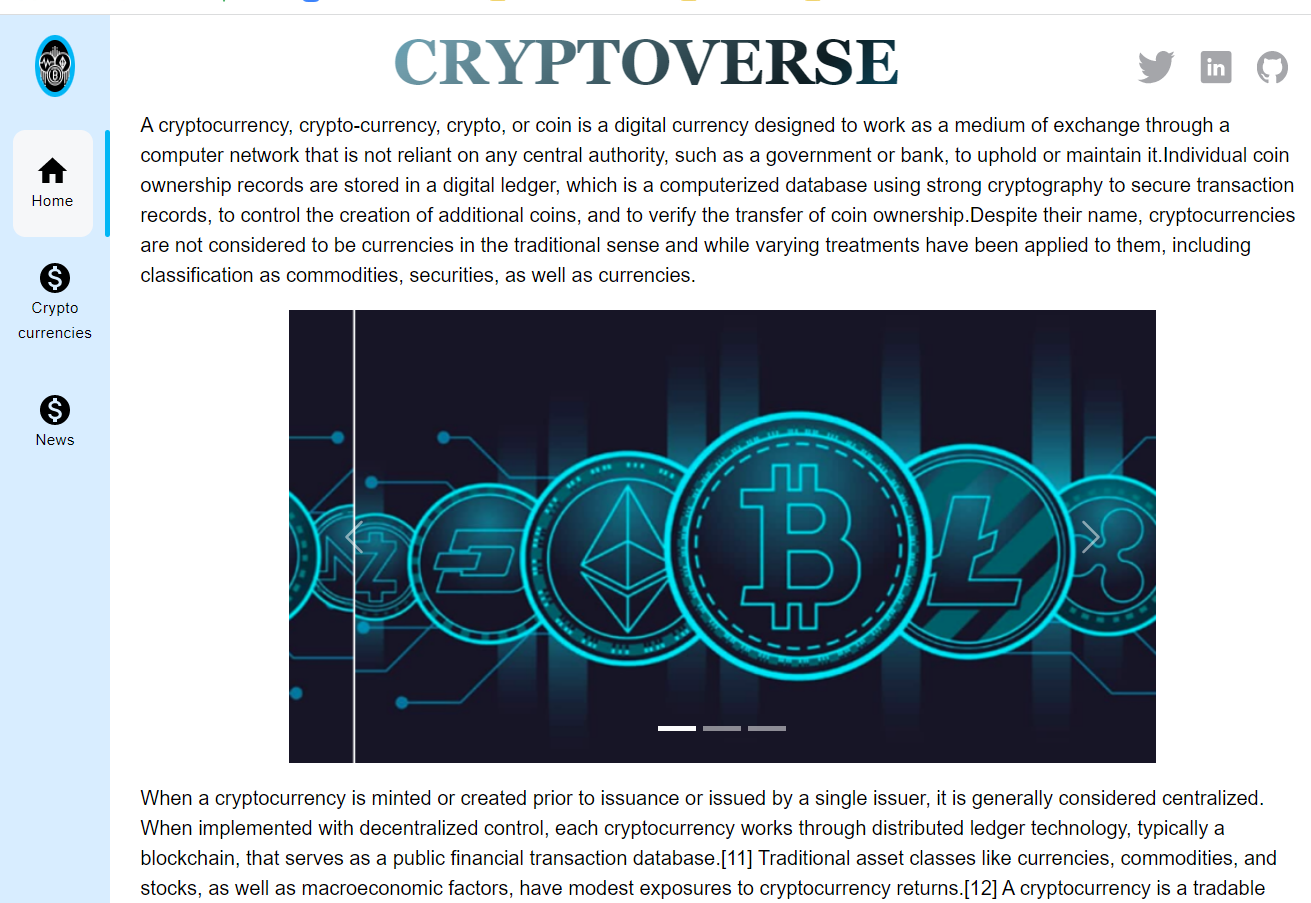 CRYPTOVERSE
Home
Crypto
currencies
News
A cryptocurrency, crypto-currency, crypto, or coin is a digital currency designed to work as a medium of exchange through a
computer network that is not reliant on any central authority, such as a government or bank, to uphold or maintain it.Individual coin
ownership records are stored in a digital ledger, which is a computerized database using strong cryptography to secure transaction
records, to control the creation of additional coins, and to verify the transfer of coin ownership.Despite their name, cryptocurrencies
are not considered to be currencies in the traditional sense and while varying treatments have been applied to them, including
classification as commodities, securities, as well as currencies.
When a cryptocurrency is minted or created prior to issuance or issued by a single issuer, it is generally considered centralized.
When implemented with decentralized control, each cryptocurrency works through distributed ledger technology, typically a
blockchain, that serves as a public financial transaction database.[11] Traditional asset classes like currencies, commodities, and
stocks, as well as macroeconomic factors, have modest exposures to cryptocurrency returns.[12] A cryptocurrency is a tradable